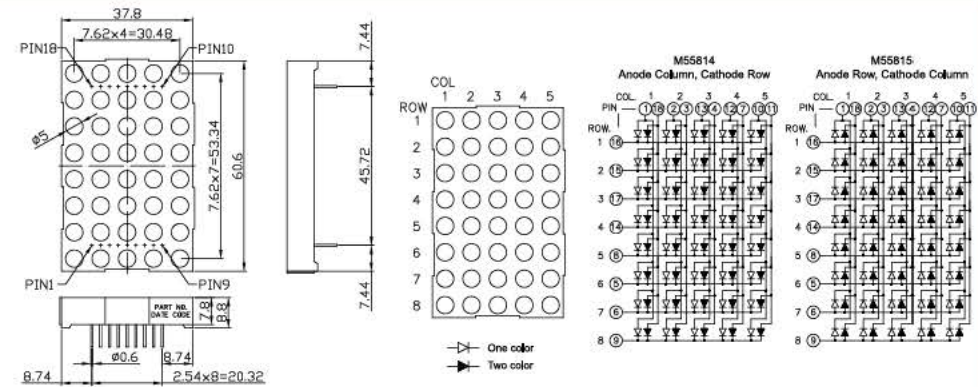 37.8
7.62x4=30.48
PIN18
PIN10
ø5
7.62x7=53.34
60.6
PIN1
PIN9
PART NO.
DATE CODE
7.8
8.8
ø0.6
8.74
8.74
2.54x8=20.32
7.44
45.72
7.44
COL
1 2 3 4 5
ROW
1
2
3
4
5
6
7
8
One color
Two color
M55814
Anode Column, Cathode Row
COL. 1 2 3 4 5
PIN 1 18 2 3 13 4 12 7 10 11
ROW.
1 16
2 15
3 17
4 14
5 8
6 5
7 6
8 9
M55815
Anode Row, Cathode Column
COL. 1 2 3 4 5
PIN 1 18 2 3 13 4 12 7 10 11
ROW.
1 16
2 15
3 17
4 14
5 8
6 5
7 6
8 9